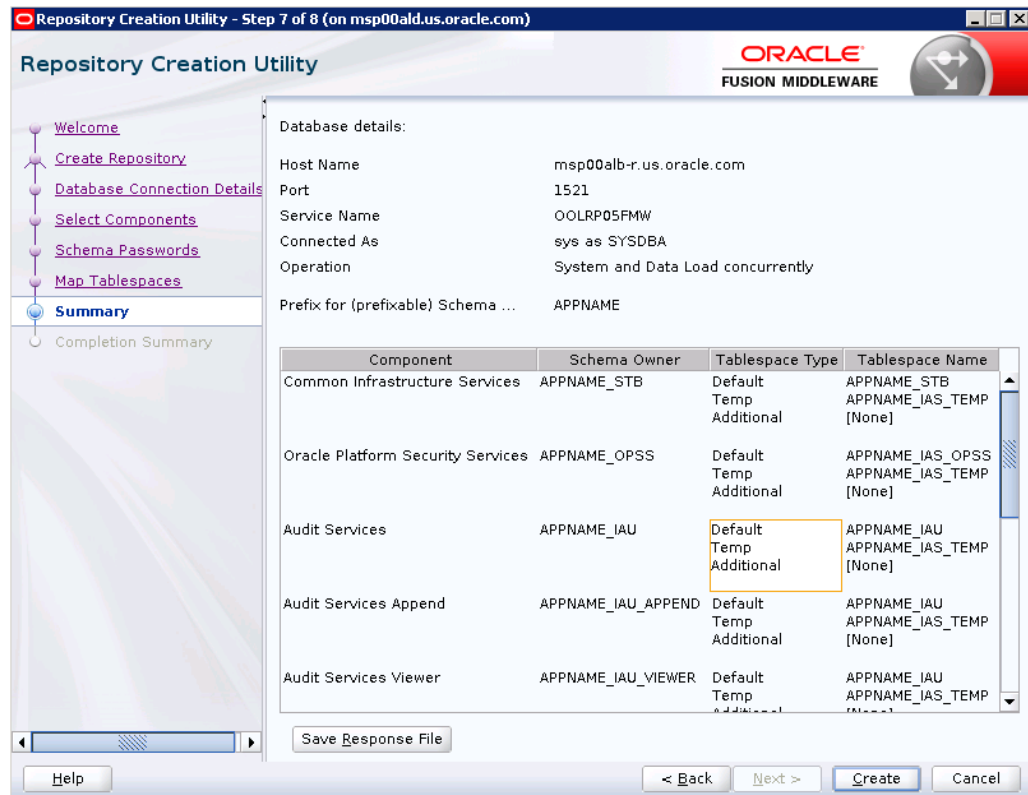 Repository Creation Utility - Step 7 of 8 (on msp00ald.us.oracle.com)
Repository Creation Utility
ORACLE
FUSION MIDDLEWARE
Welcome
Create Repository
Database Connection Details
Select Components
Schema Passwords
Map Tablespaces
Summary
Completion Summary
Database details:
Host Name msp00alb-r.us.oracle.com
Port 1521
Service Name OOLRP05FMW
Connected As sys as SYSDBA
Operation System and Data Load concurrently
Prefix for (prefixable) Schema ... APPNAME
Component Schema Owner Tablespace Type Tablespace Name
Common Infrastructure Services APPNAME_STB Default APPNAME_STB
Temp APPNAME_IAS_TEMP
Additional [None]
Oracle Platform Security Services APPNAME_OPSS Default APPNAME_IAS_OPSS
Temp APPNAME_IAS_TEMP
Additional [None]
Audit Services APPNAME_IAU Default APPNAME_IAU
Temp APPNAME_IAS_TEMP
Additional [None]
Audit Services Append APPNAME_IAU_APPEND Default APPNAME_IAU
Temp APPNAME_IAS_TEMP
Additional [None]
Audit Services Viewer APPNAME_IAU_VIEWER Default APPNAME_IAU
Temp APPNAME_IAS_TEMP
Save Response File
Help < Back Next > Create Cancel